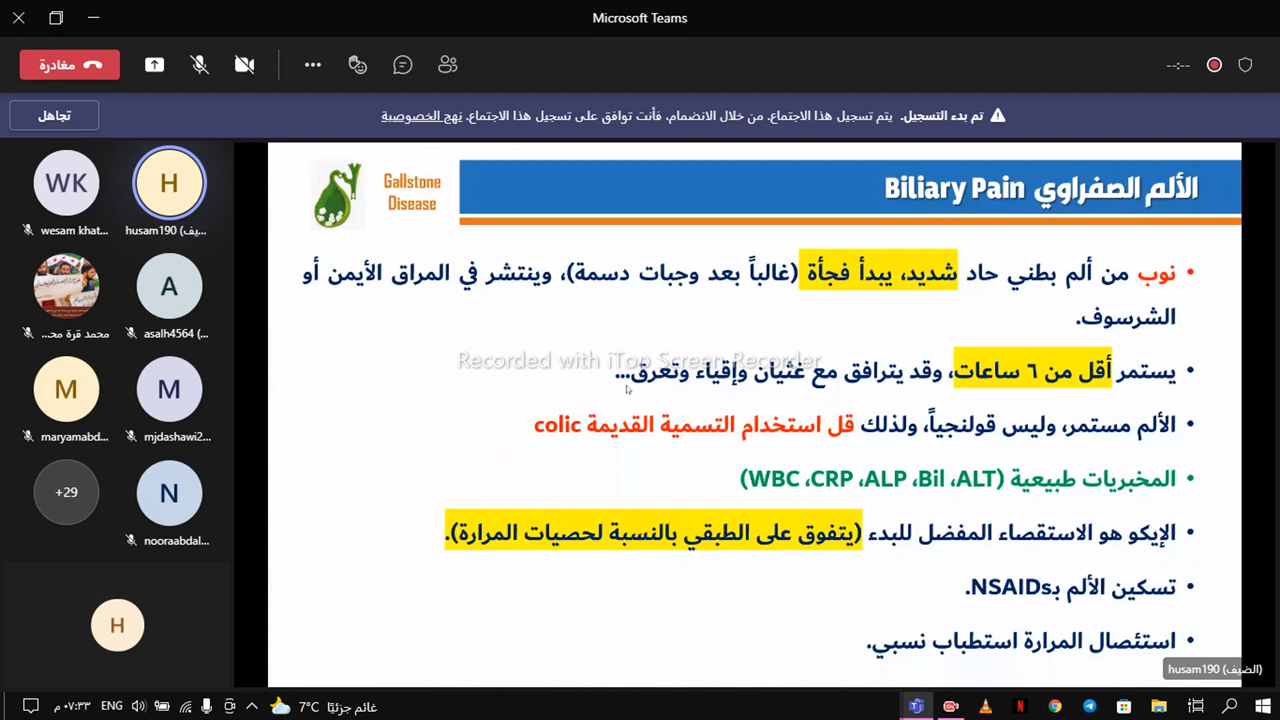 Microsoft Teams
مغادرة
--:--
تم بدء التسجيل. يتم تسجيل هذا الاجتماع. من خلال الانضمام، فأنت توافق على تسجيل هذا الاجتماع. نهج الخصوصية
تجاهل
WK
H
wesam khat...
husam190 (ضيف)...
A
محمد قرة محـ...
asalh4564 (...
M
M
maryamabd...
mjdashawi2...
+29
N
nooraabdal...
H
Gallstone
Disease
الألم الصفراوي Biliary Pain
• نوب من ألم بطني حاد شديد، يبدأ فجأة (غالباً بعد وجبات دسمة)، وينتشر في المراق الأيمن أو
الشرسوف.
• يستمر أقل من ٦ ساعات، وقد يترافق مع غثيان وإقياء وتعرق...
Recorded with iTop Screen Recorder
• الألم مستمر، وليس قولنجياً، ولذلك قل استخدام التسمية القديمة colic
• المخبريات طبيعية (WBC ،CRP ،ALP ،Bil ،ALT)
• الإيكو هو الاستقصاء المفضل للبدء (يتفوق على الطبقي بالنسبة لحصيات المرارة).
• تسكين الألم بـNSAIDs.
• استئصال المرارة استطباب نسبي.
husam190 (الضيف)
٠٧:٣٣ م
ENG
7°C غائم جزئيًا